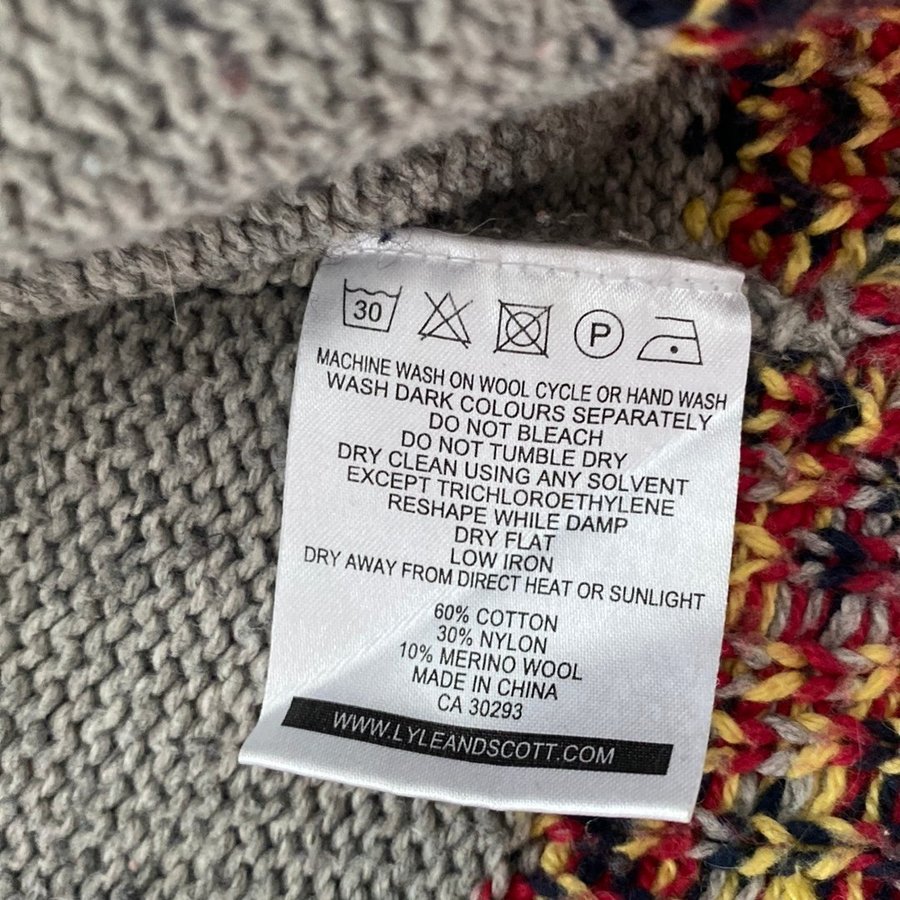 30
P
MACHINE WASH ON WOOL CYCLE OR HAND WASH
WASH DARK COLOURS SEPARATELY
DO NOT BLEACH
DO NOT TUMBLE DRY
DRY CLEAN USING ANY SOLVENT
EXCEPT TRICHLOROETHYLENE
RESHAPE WHILE DAMP
DRY FLAT
LOW IRON
DRY AWAY FROM DIRECT HEAT OR SUNLIGHT
60% COTTON
30% NYLON
10% MERINO WOOL
MADE IN CHINA
CA 30293
WWW.LYLEANDSCOTT.COM